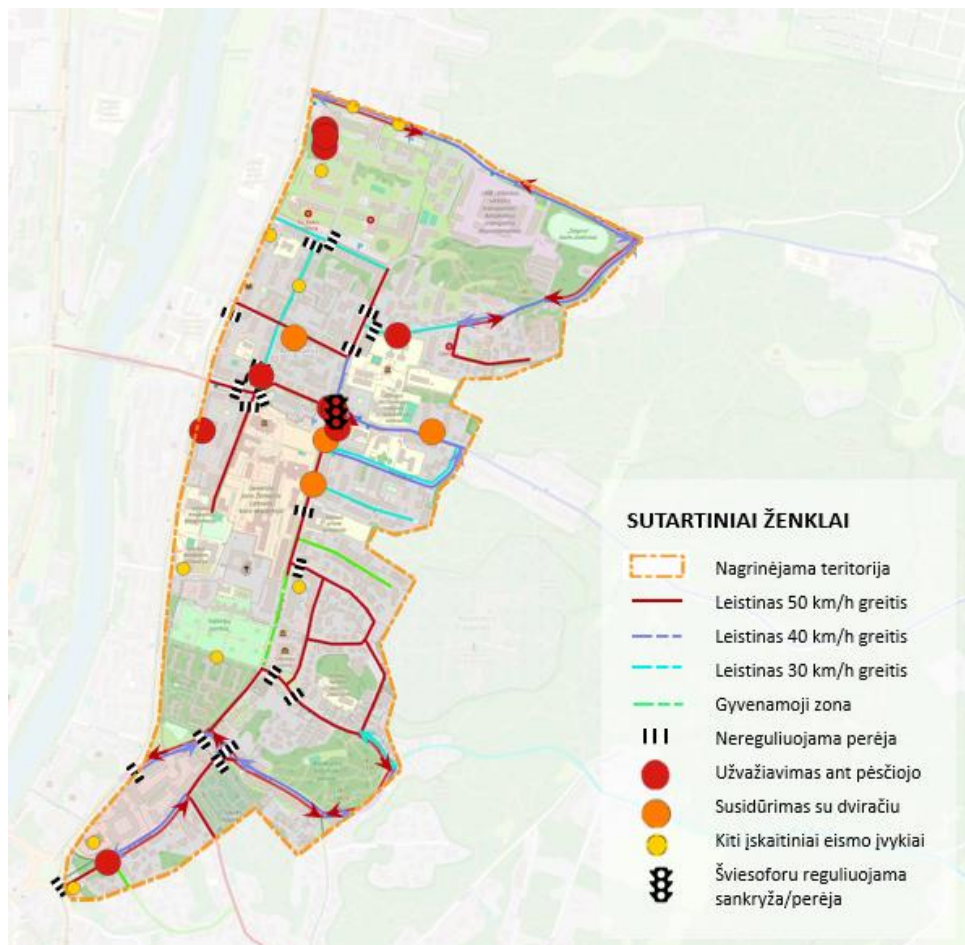 SUTARTINIAI ŽENKLAI
Nagrinėjama teritorija
Leistinas 50 km/h greitis
Leistinas 40 km/h greitis
Leistinas 30 km/h greitis
Gyvenamoji zona
Nereguliuojama perėja
Užvažiavimas ant pėsčiojo
Susidūrimas su dviračiu
Kiti įskaitiniai eismo įvykiai
Šviesoforu reguliuojama
sankryža/perėja